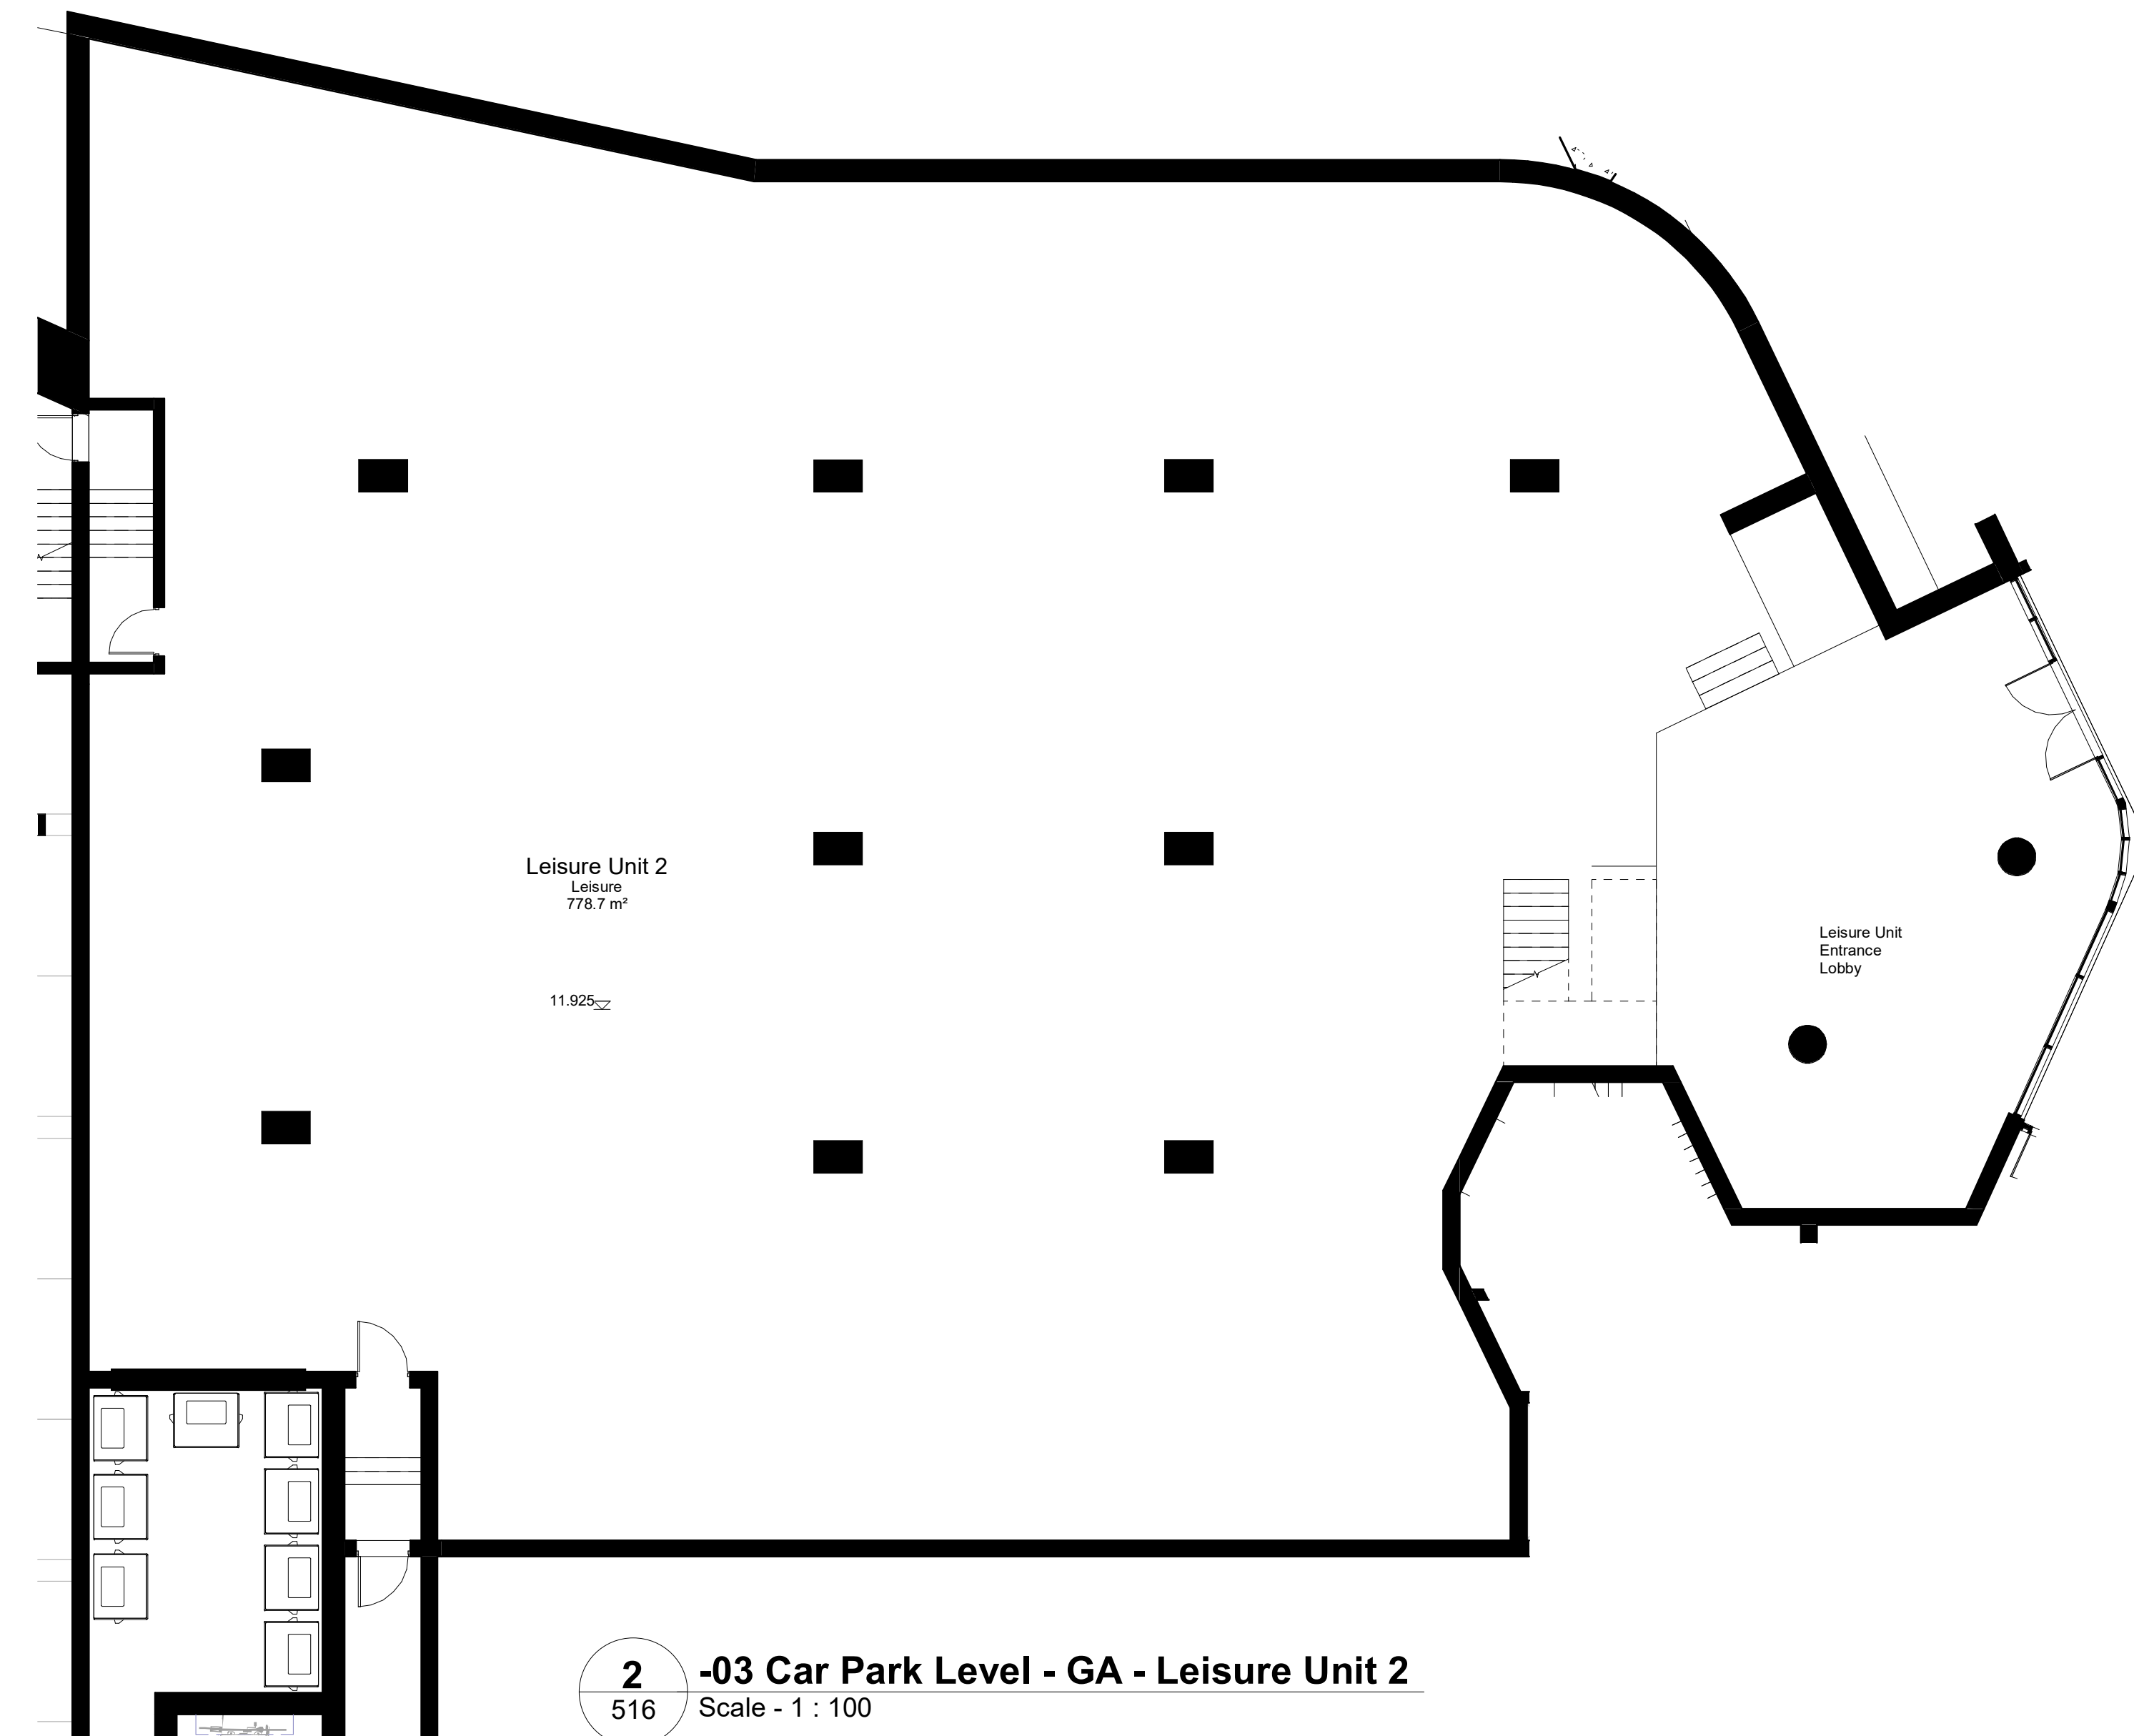 Leisure Unit 2
Leisure
778.7 m²
Leisure Unit
Entrance
Lobby
11.925
2
516
-03 Car Park Level - GA - Leisure Unit 2
Scale - 1 : 100